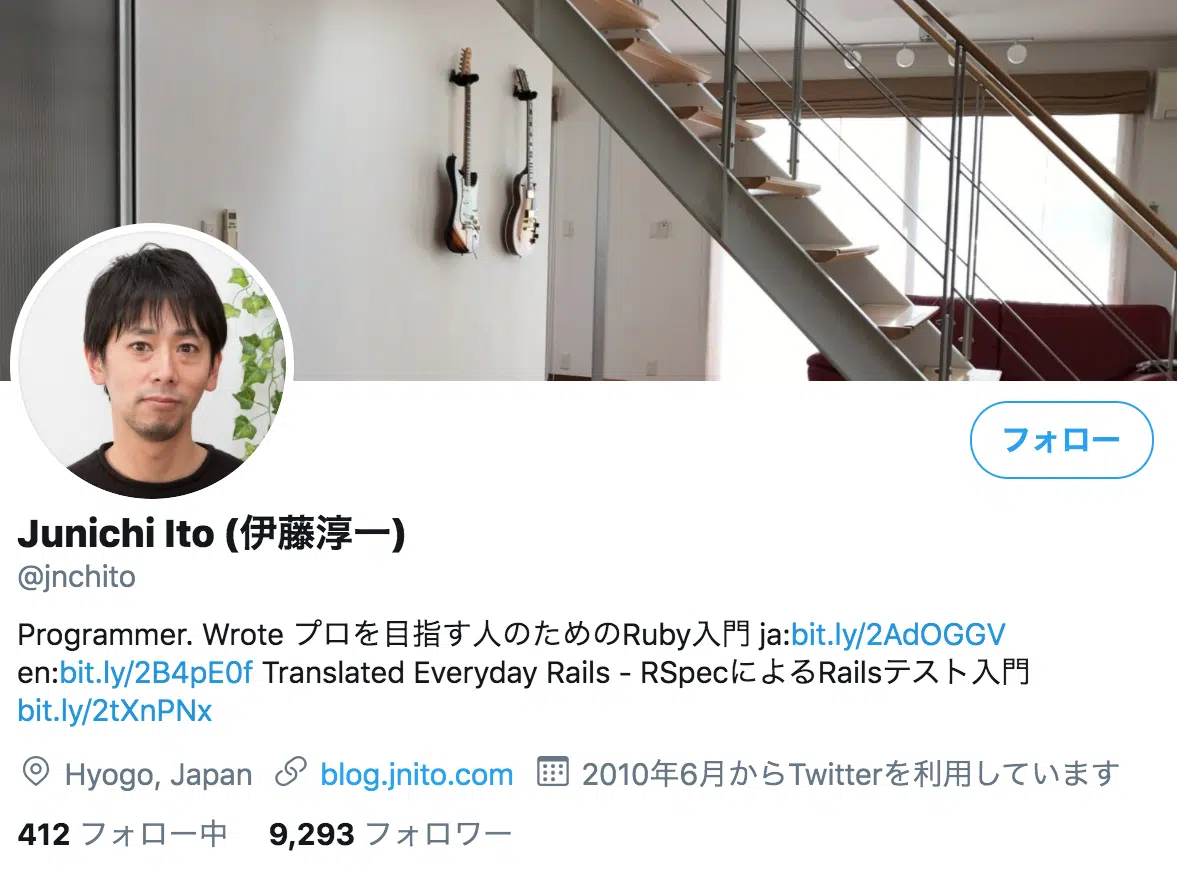 フォロー
Junichi Ito (伊藤淳一)
@jnchito
Programmer. Wrote プロを目指す人のためのRuby入門 ja:bit.ly/2AdOGGV
en:bit.ly/2B4pE0f Translated Everyday Rails - RSpecによるRailsテスト入門
bit.ly/2tXnPNx
Hyogo, Japan blog.jnito.com 2010年6月からTwitterを利用しています
412 フォロー中 9,293 フォロワー